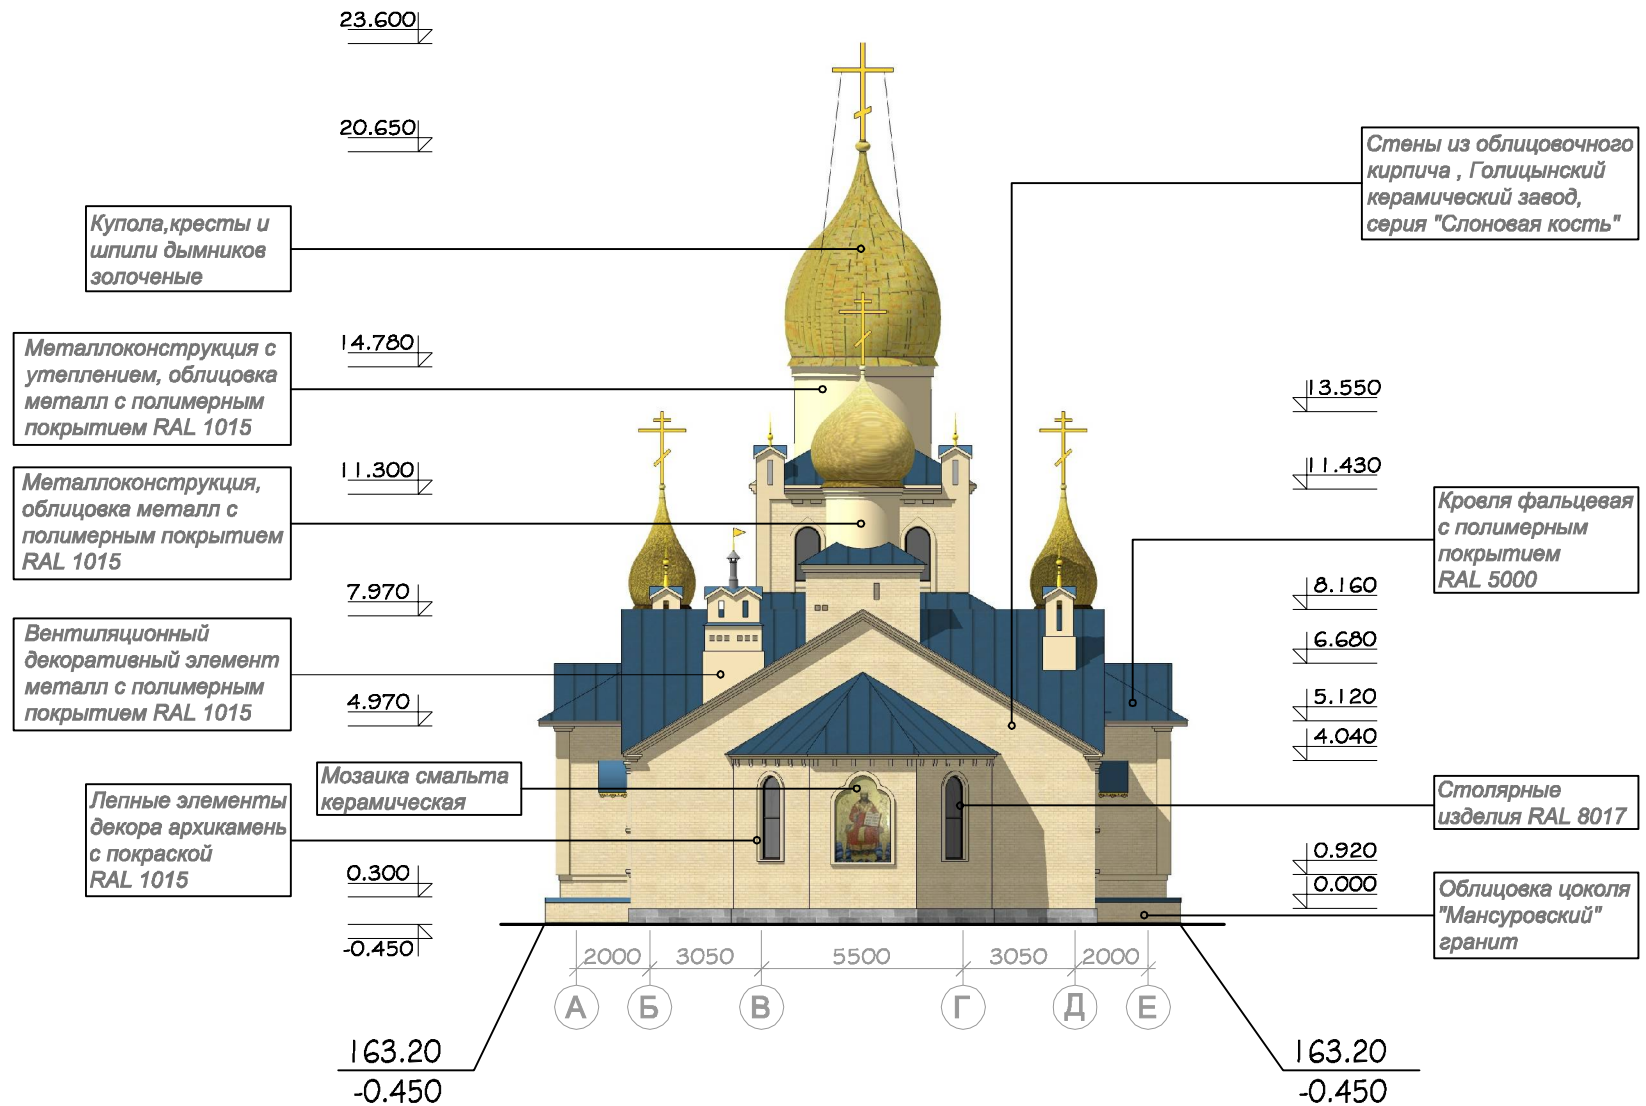 23.600
20.650
Купола,кресты и
шпили дымников
золоченые
14.780
Металлоконструкция с
утеплением, облицовка
металл с полимерным
покрытием RAL 1015
11.300
Металлоконструкция,
облицовка металл с
полимерным покрытием
RAL 1015
7.970
Вентиляционный
декоративный элемент
металл с полимерным
покрытием RAL 1015
4.970
Мозаика смальта
керамическая
Лепные элементы
декора архикамень
с покраской
RAL 1015
0.300
-0.450
Стены из облицовочного
кирпича , Голицынский
керамический завод,
серия "Слоновая кость"
13.550
11.430
Кровля фальцевая
с полимерным
покрытием
RAL 5000
8.160
6.680
5.120
4.040
Столярные
изделия RAL 8017
0.920
0.000
Облицовка цоколя
"Мансуровский"
гранит
2000 3050 5500 3050 2000
А Б В Г Д Е
163.20
-0.450
163.20
-0.450